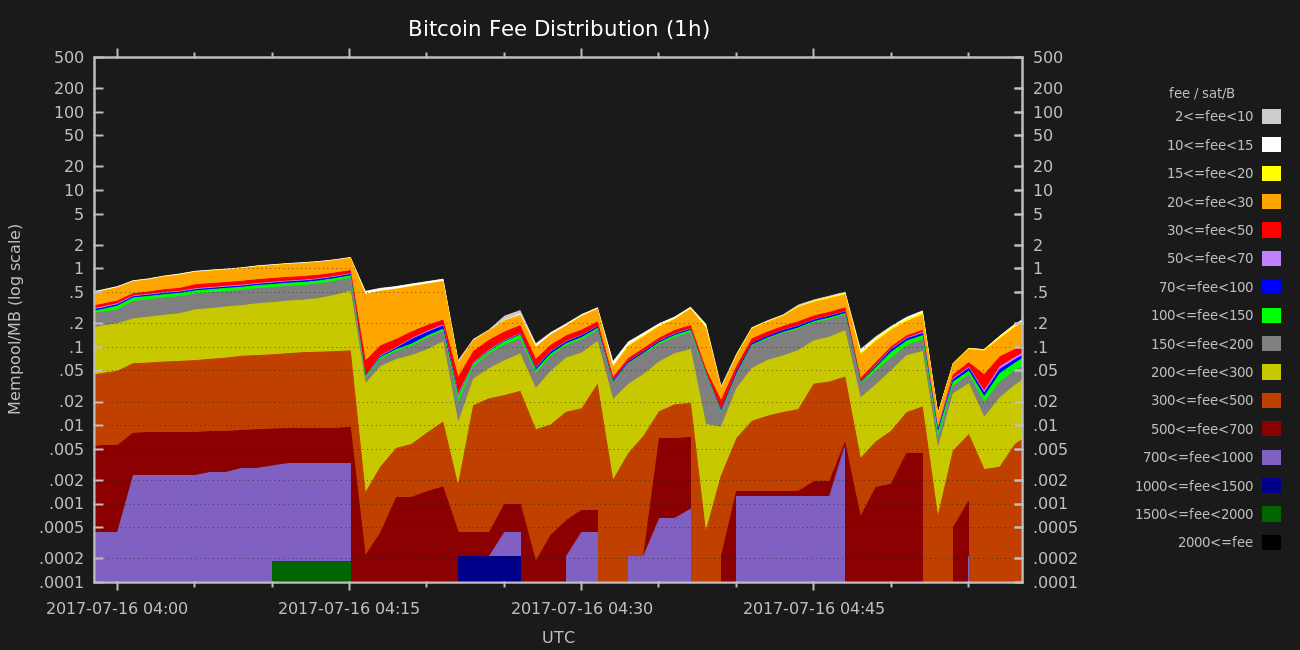 Bitcoin Fee Distribution (1h)
500
200
100
50
20
10
5
2
1
.5
.2
.1
.05
.02
.01
.005
.002
.001
.0005
.0002
.0001
Mempool/MB (log scale)
500
200
100
50
20
10
5
2
1
.5
.2
.1
.05
.02
.01
.005
.002
.001
.0005
.0002
.0001
2017-07-16 04:00
2017-07-16 04:15
2017-07-16 04:30
2017-07-16 04:45
UTC
fee / sat/B
2<=fee<10
10<=fee<15
15<=fee<20
20<=fee<30
30<=fee<50
50<=fee<70
70<=fee<100
100<=fee<150
150<=fee<200
200<=fee<300
300<=fee<500
500<=fee<700
700<=fee<1000
1000<=fee<1500
1500<=fee<2000
2000<=fee